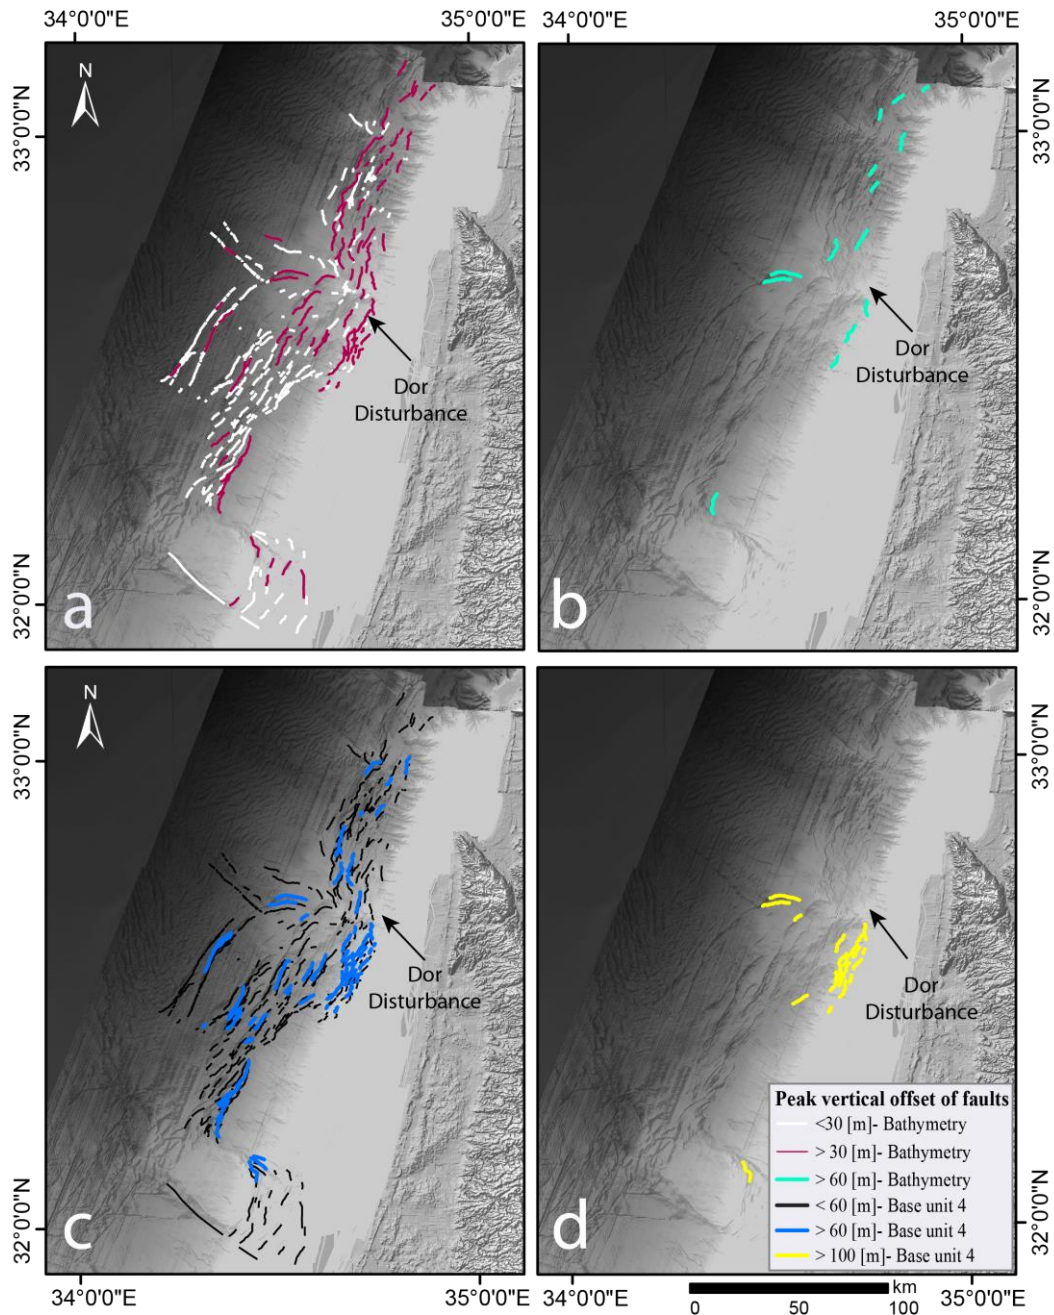 34°0'0"E
35°0'0"E
34°0'0"E
35°0'0"E
N
33°0'0"N
33°0'0"N
Dor
Disturbance
Dor
Disturbance
32°0'0"N
32°0'0"N
a
b
N
33°0'0"N
33°0'0"N
Dor
Disturbance
Dor
Disturbance
Peak vertical offset of faults
<30 [m]- Bathymetry
> 30 [m]- Bathymetry
> 60 [m]- Bathymetry
< 60 [m]- Base unit 4
> 60 [m]- Base unit 4
> 100 [m]- Base unit 4
32°0'0"N
32°0'0"N
c
d
34°0'0"E
35°0'0"E
34°0'0"E
35°0'0"E
km
0
50
100